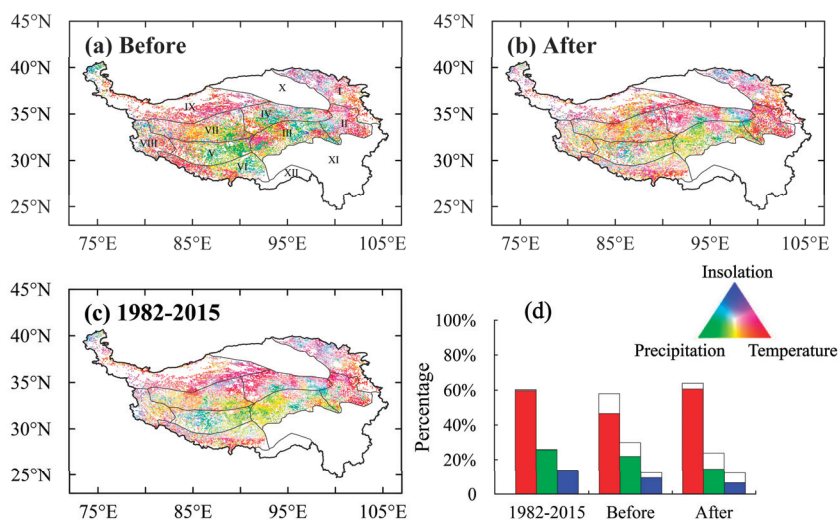 45°N
40°N
35°N
30°N
25°N
(a) Before
I
II
III
IV
V
VI
VII
VIII
IX
X
XI
XII
75°E 85°E 95°E 105°E
45°N
40°N
35°N
30°N
25°N
(b) After
75°E 85°E 95°E 105°E
45°N
40°N
35°N
30°N
25°N
(c) 1982-2015
75°E 85°E 95°E 105°E
(d)
Insolation
Precipitation Temperature
Percentage
100%
80%
60%
40%
20%
0
1982-2015 Before After